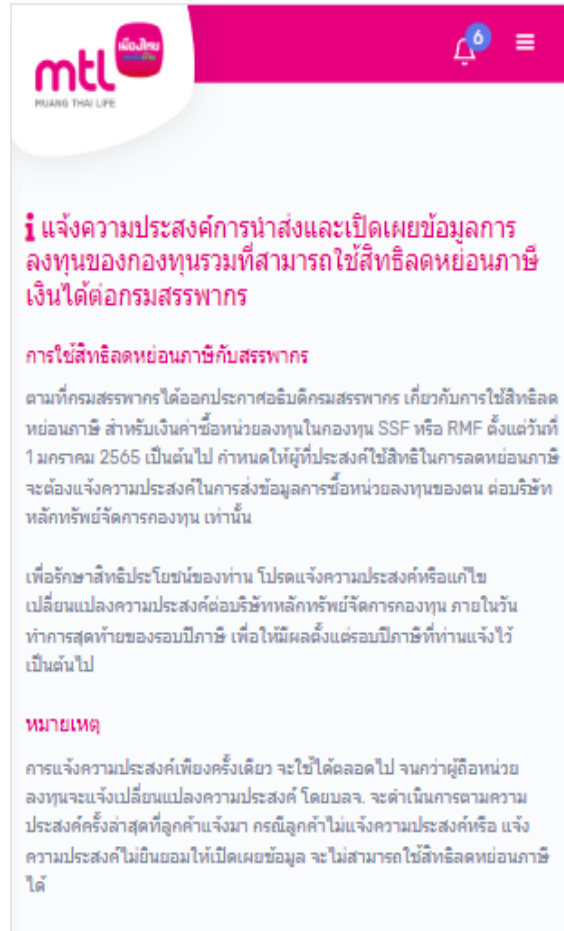 เมืองไทย
mtl
MUANG THAI LIFE
6
i แจ้งความประสงค์การนำส่งและเปิดเผยข้อมูลการ
ลงทุนของกองทุนรวมที่สามารถใช้สิทธิลดหย่อนภาษี
เงินได้ต่อกรมสรรพากร
การใช้สิทธิลดหย่อนภาษีกับสรรพากร
ตามที่กรมสรรพากรได้ออกประกาศอธิบดีกรมสรรพากร เกี่ยวกับการใช้สิทธิลด
หย่อนภาษี สำหรับเงินค่าซื้อหน่วยลงทุนในกองทุน SSF หรือ RMF ตั้งแต่วันที่
1 มกราคม 2565 เป็นต้นไป กำหนดให้ผู้ที่ประสงค์ใช้สิทธิในการลดหย่อนภาษี
จะต้องแจ้งความประสงค์ในการส่งข้อมูลการซื้อหน่วยลงทุนของตน ต่อบริษัท
หลักทรัพย์จัดการกองทุน เท่านั้น
เพื่อรักษาสิทธิประโยชน์ของท่าน โปรดแจ้งความประสงค์หรือแก้ไข
เปลี่ยนแปลงความประสงค์ต่อบริษัทหลักทรัพย์จัดการกองทุน ภายในวัน
ทำการสุดท้ายของรอบปีภาษี เพื่อให้มีผลตั้งแต่รอบปีภาษีที่ท่านแจ้งไว้
เป็นต้นไป
หมายเหตุ
การแจ้งความประสงค์เพียงครั้งเดียว จะใช้ได้ตลอดไป จนกว่าผู้ถือหน่วย
ลงทุนจะแจ้งเปลี่ยนแปลงความประสงค์ โดยบลจ. จะดำเนินการตามความ
ประสงค์ครั้งล่าสุดที่ลูกค้าแจ้งมา กรณีลูกค้าไม่แจ้งความประสงค์หรือ แจ้ง
ความประสงค์ไม่ยินยอมให้เปิดเผยข้อมูล จะไม่สามารถใช้สิทธิลดหย่อนภาษี
ได้